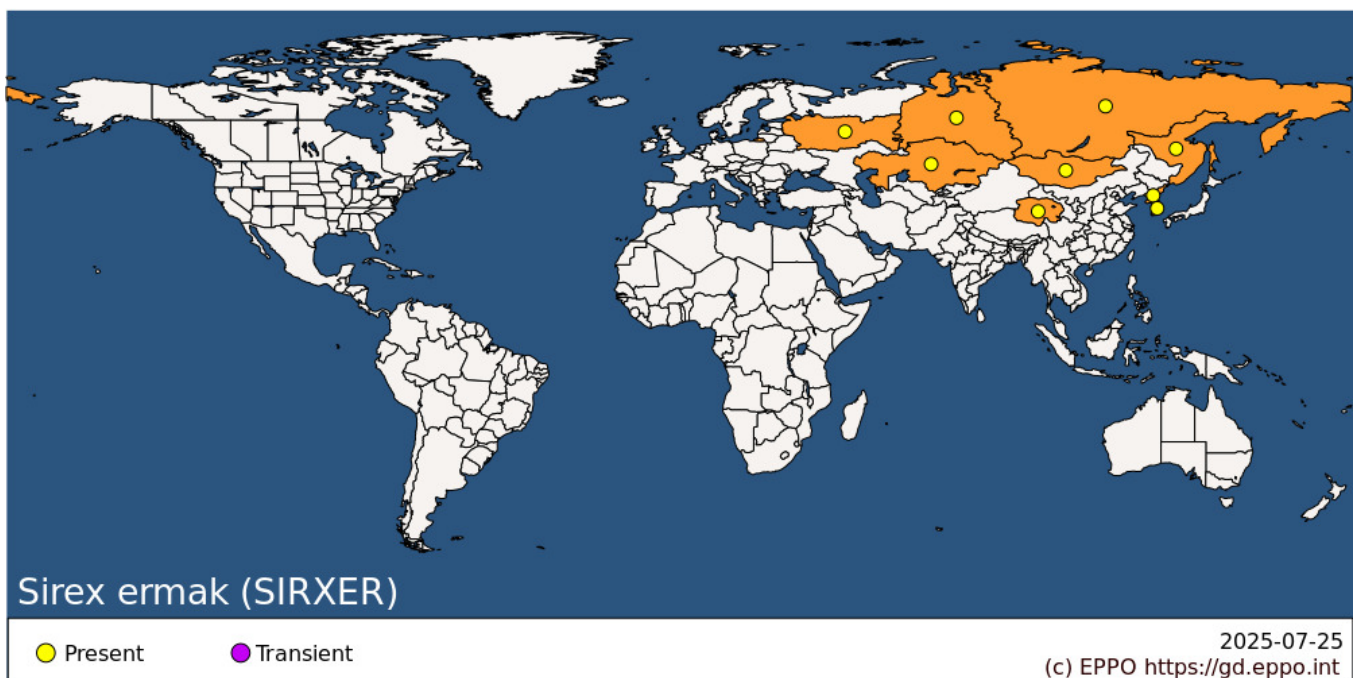 Sirex ermak (SIRXER)
Present
Transient
2025-07-25
(c) EPPO https://gd.eppo.int